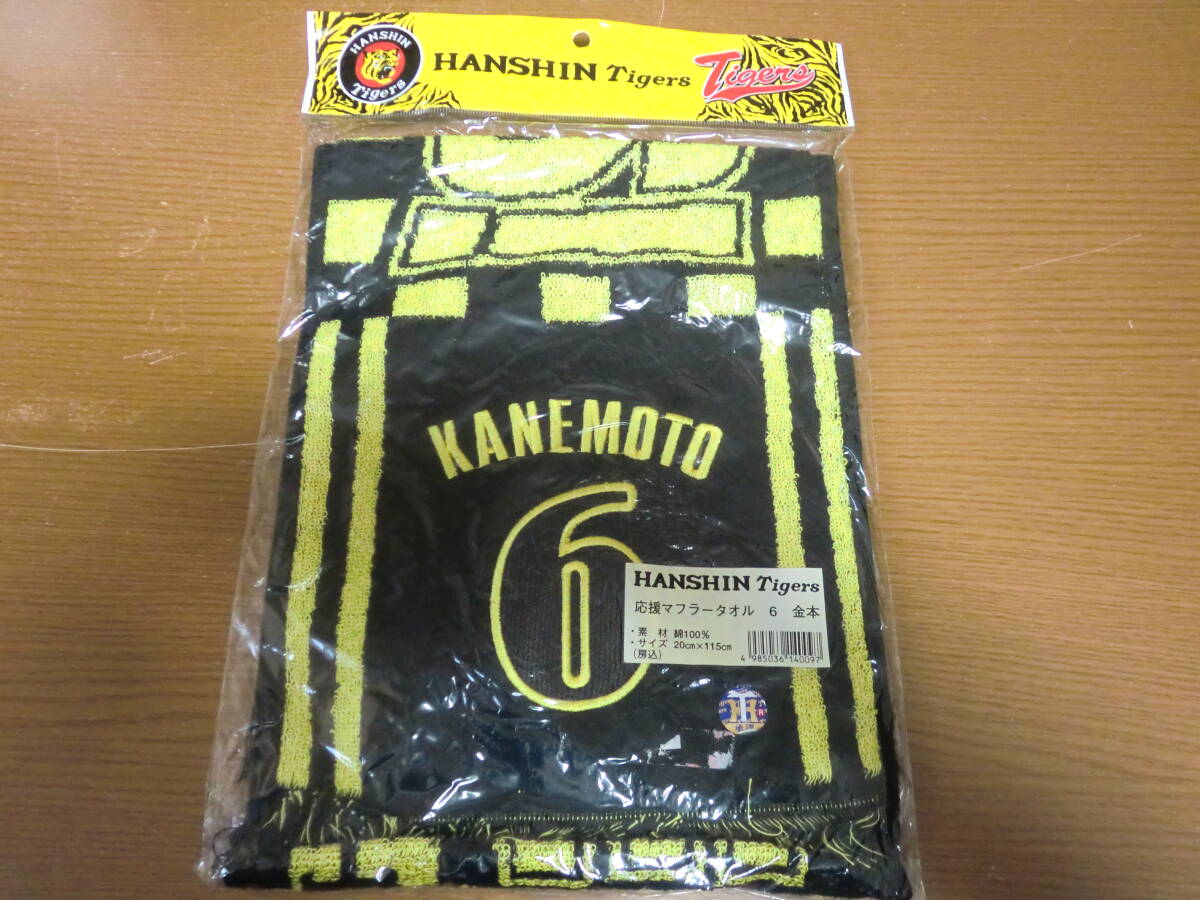 HANSHIN
Tigers
HANSHIN Tigers
Tigers
KANEMOTO
6
HANSHIN Tigers
応援マフラータオル 6 金本
・素 材 綿100%
・サイズ 20cm×115cm
(房込)
4 985036 140097